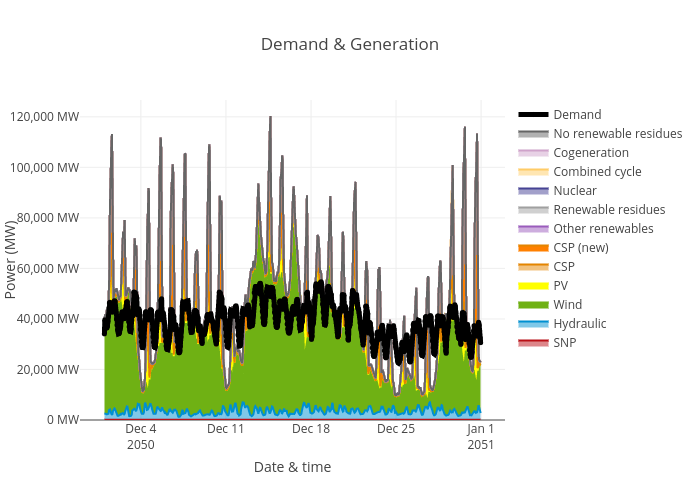 Demand & Generation
120,000 MW
100,000 MW
80,000 MW
60,000 MW
40,000 MW
20,000 MW
0 MW
Power (MW)
Dec 4
2050
Dec 11
Dec 18
Dec 25
Jan 1
2051
Date & time
Demand
No renewable residues
Cogeneration
Combined cycle
Nuclear
Renewable residues
Other renewables
CSP (new)
CSP
PV
Wind
Hydraulic
SNP